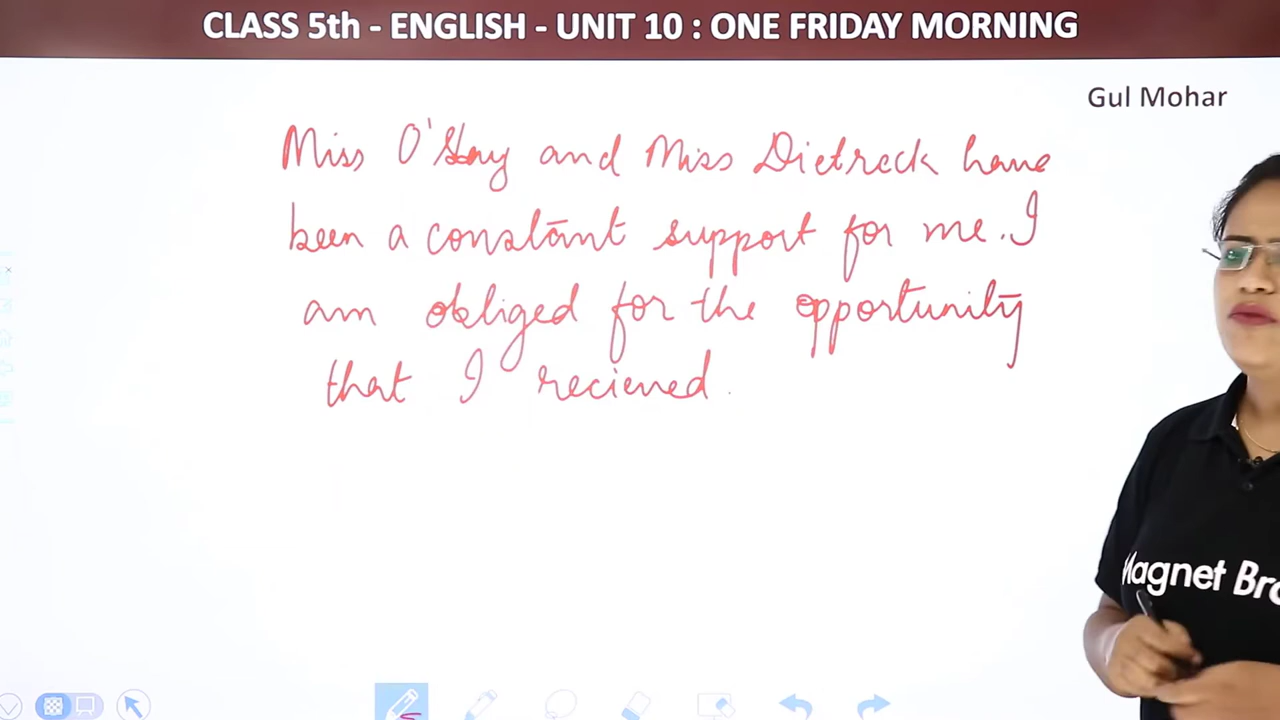 CLASS 5th - ENGLISH - UNIT 10 : ONE FRIDAY MORNING
Gul Mohar
Miss O'Shay and Miss Dietreck have
been a constant support for me. I
am obliged for the opportunity
that I recieved.
Magnet Bra